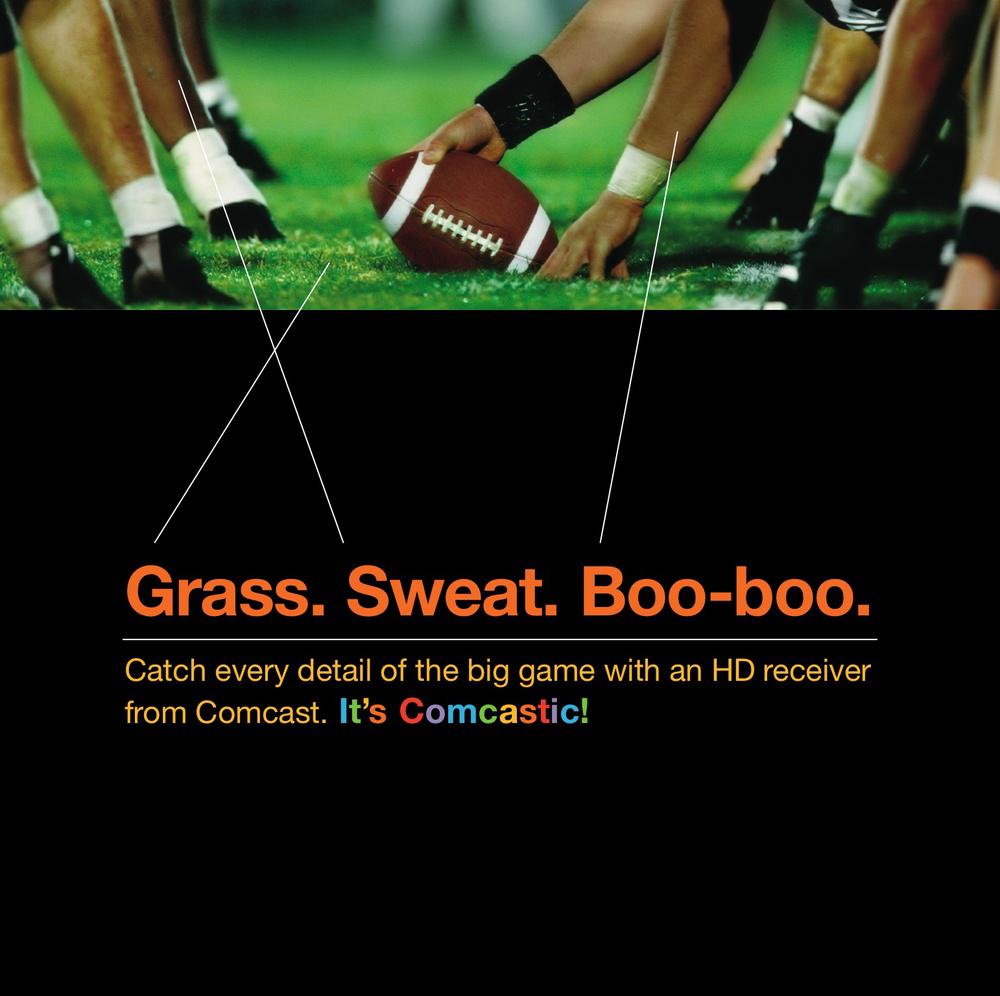 Grass. Sweat. Boo-boo.
Catch every detail of the big game with an HD receiver
from Comcast. It’s Comcastic!